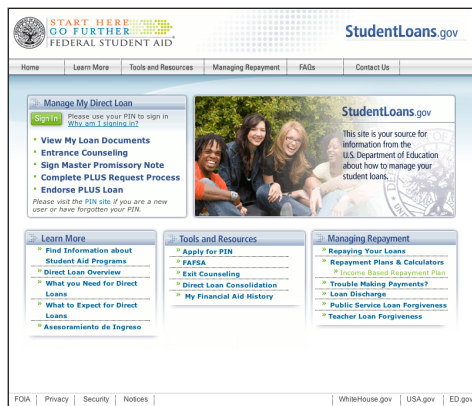 START HERE
GO FURTHER
FEDERAL STUDENT AID
StudentLoans.gov
Home
Learn More
Tools and Resources
Managing Repayment
FAQs
Contact Us
Manage My Direct Loan
Sign In
Please use your PIN to sign in
Why am I signing in?
View My Loan Documents
Entrance Counseling
Sign Master Promissory Note
Complete PLUS Request Process
Endorse PLUS Loan
Please visit the PIN site if you are a new
user or have forgotten your PIN.
StudentLoans.gov
This site is your source for
information from the
U.S. Department of Education
about how to manage your
student loans.
Learn More
Find Information about
Student Aid Programs
Direct Loan Overview
What you Need for Direct
Loans
What to Expect for Direct
Loans
Asesoramiento de Ingreso
Tools and Resources
Apply for PIN
FAFSA
Exit Counseling
Direct Loan Consolidation
My Financial Aid History
Managing Repayment
Repaying Your Loans
Repayment Plans & Calculators
Income Based Repayment Plan
Trouble Making Payments?
Loan Discharge
Public Service Loan Forgiveness
Teacher Loan Forgiveness
FOIA
Privacy
Security
Notices
WhiteHouse.gov
USA.gov
ED.gov